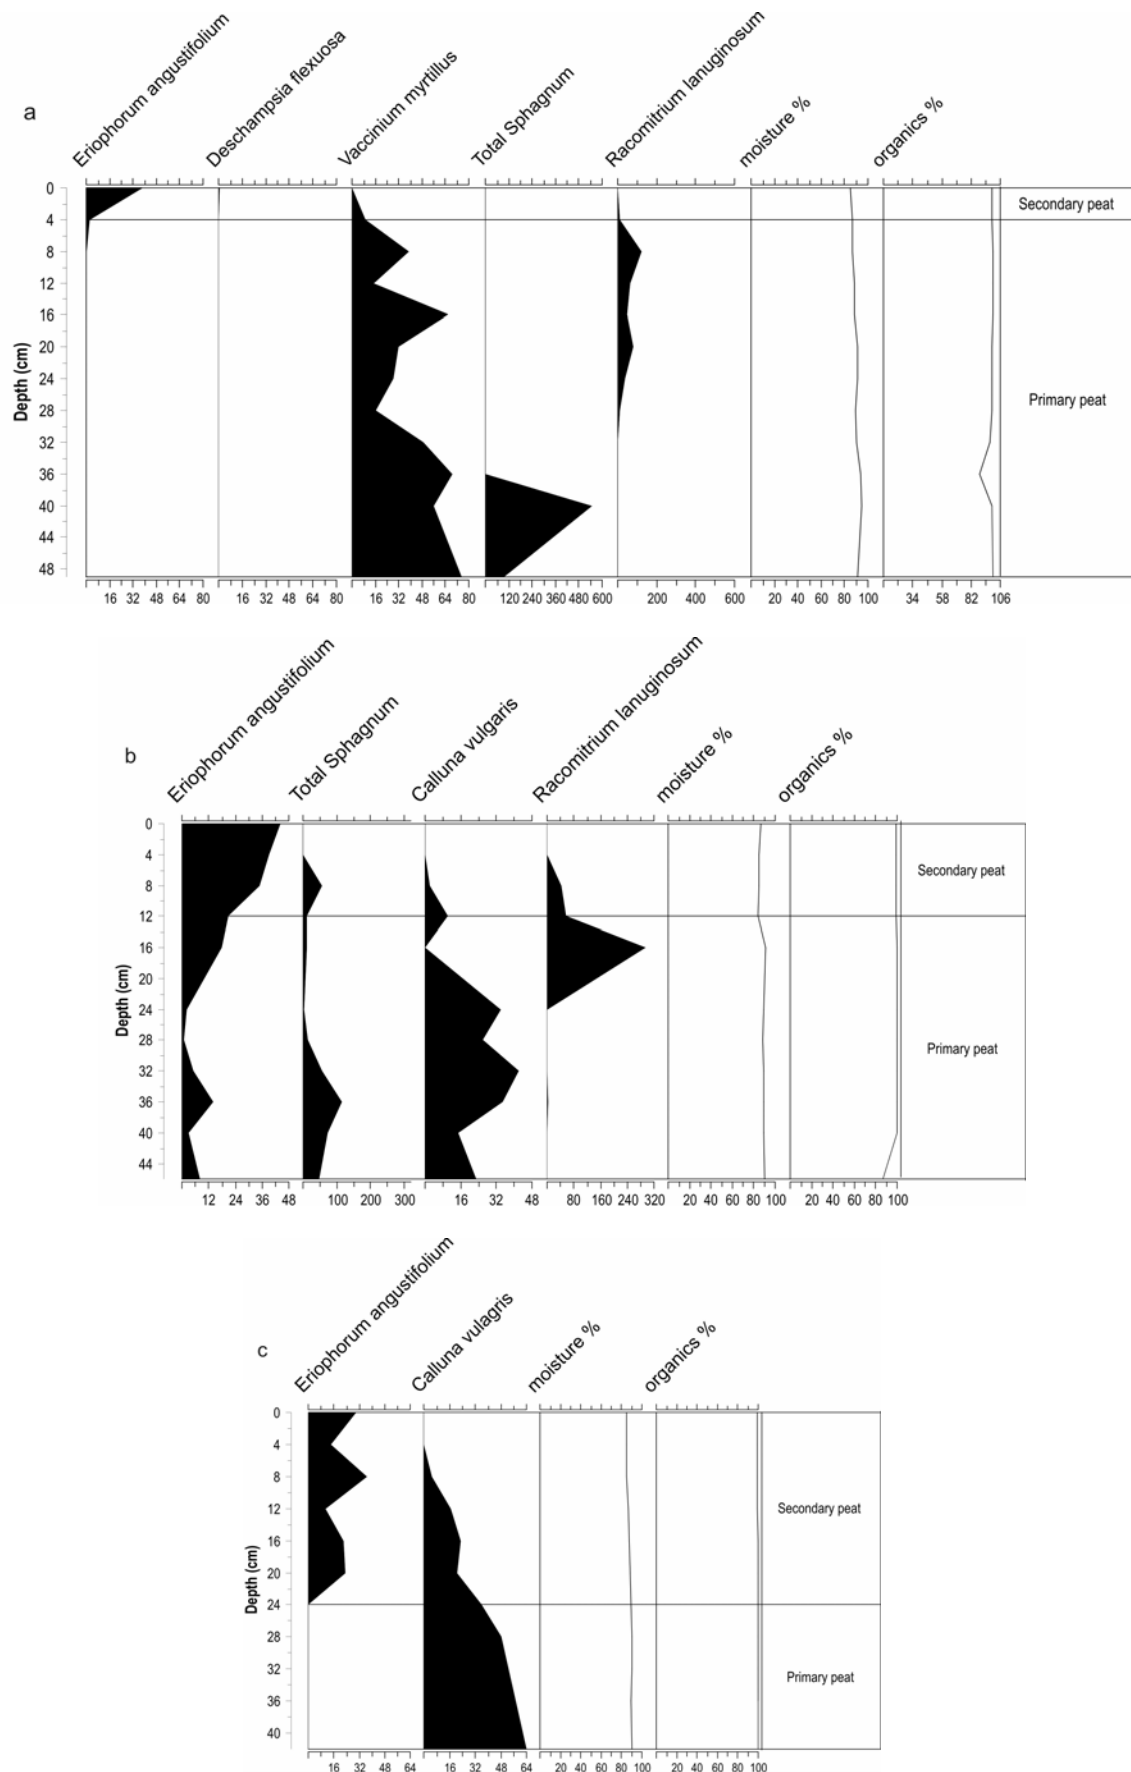 a
Eriophorum angustifolium
Deschampsia flexuosa
Vaccinium myrtillus
Total Sphagnum
Racomitrium lanuginosum
moisture %
organics %
Depth (cm)
0
4
8
12
16
20
24
28
32
36
40
44
48
Secondary peat
Primary peat
16 32 48 64 80
16 32 48 64 80
16 32 48 64 80
120 240 360 480 600
200 400 600
20 40 60 80 100
34 58 82 106
b
Eriophorum angustifolium
Total Sphagnum
Calluna vulgaris
Racomitrium lanuginosum
moisture %
organics %
Depth (cm)
0
4
8
12
16
20
24
28
32
36
40
44
Secondary peat
Primary peat
12 24 36 48
100 200 300
16 32 48
80 160 240 320
20 40 60 80 100
20 40 60 80 100
c
Eriophorum angustifolium
Calluna vulagris
moisture %
organics %
Depth (cm)
0
4
8
12
16
20
24
28
32
36
40
Secondary peat
Primary peat
16 32 48 64
16 32 48 64
20 40 60 80 100
20 40 60 80 100